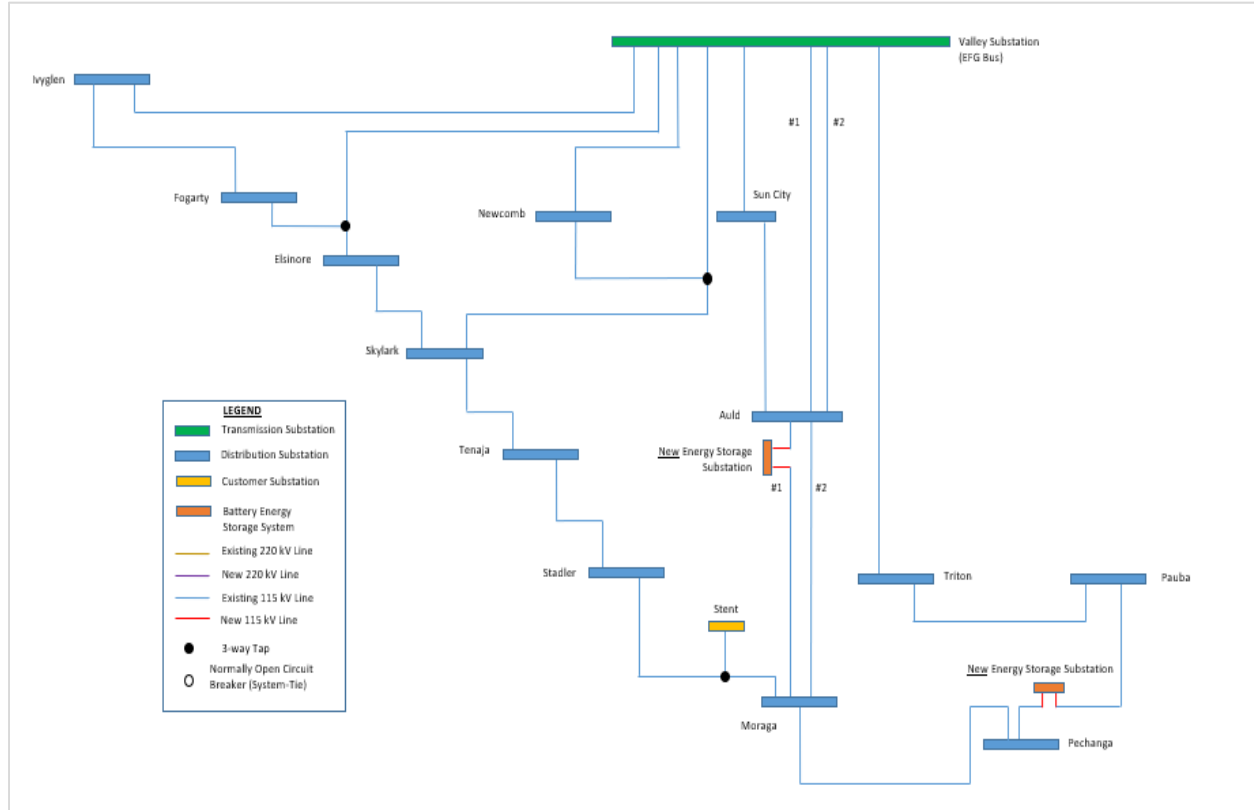 Valley Substation
(EFG Bus)
Ivyglen
#1
#2
Fogarty
Newcomb
Sun City
Elsinore
Skylark
LEGEND
Transmission Substation
Distribution Substation
Customer Substation
Battery Energy
Storage System
Existing 220 kV Line
New 220 kV Line
Existing 115 kV Line
New 115 kV Line
3-way Tap
Normally Open Circuit
Breaker (System-Tie)
Auld
Tenaja
New Energy Storage
Substation
#1
#2
Stadler
Triton
Pauba
Stent
New Energy Storage Substation
Moraga
Pechanga